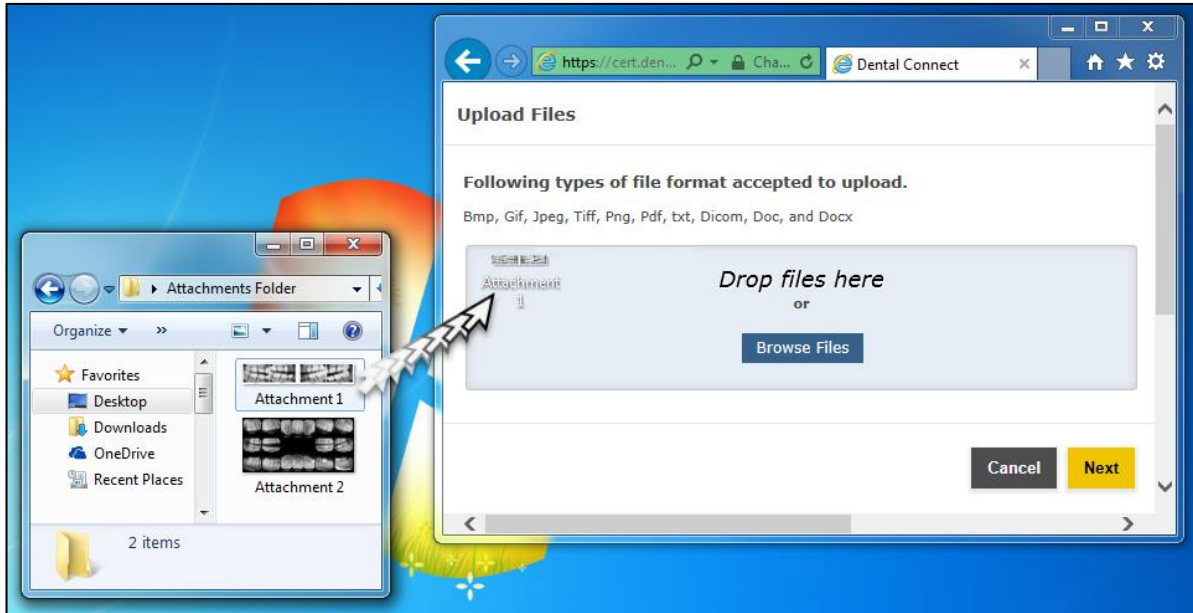 https://cert.den...
Cha...
Dental Connect
Upload Files
Following types of file format accepted to upload.
Bmp, Gif, Jpeg, Tiff, Png, Pdf, txt, Dicom, Doc, and Docx
Attachment
1
Drop files here
or
Browse Files
Cancel
Next
Attachments Folder
Organize
Favorites
Desktop
Downloads
OneDrive
Recent Places
Attachment 1
Attachment 2
2 items